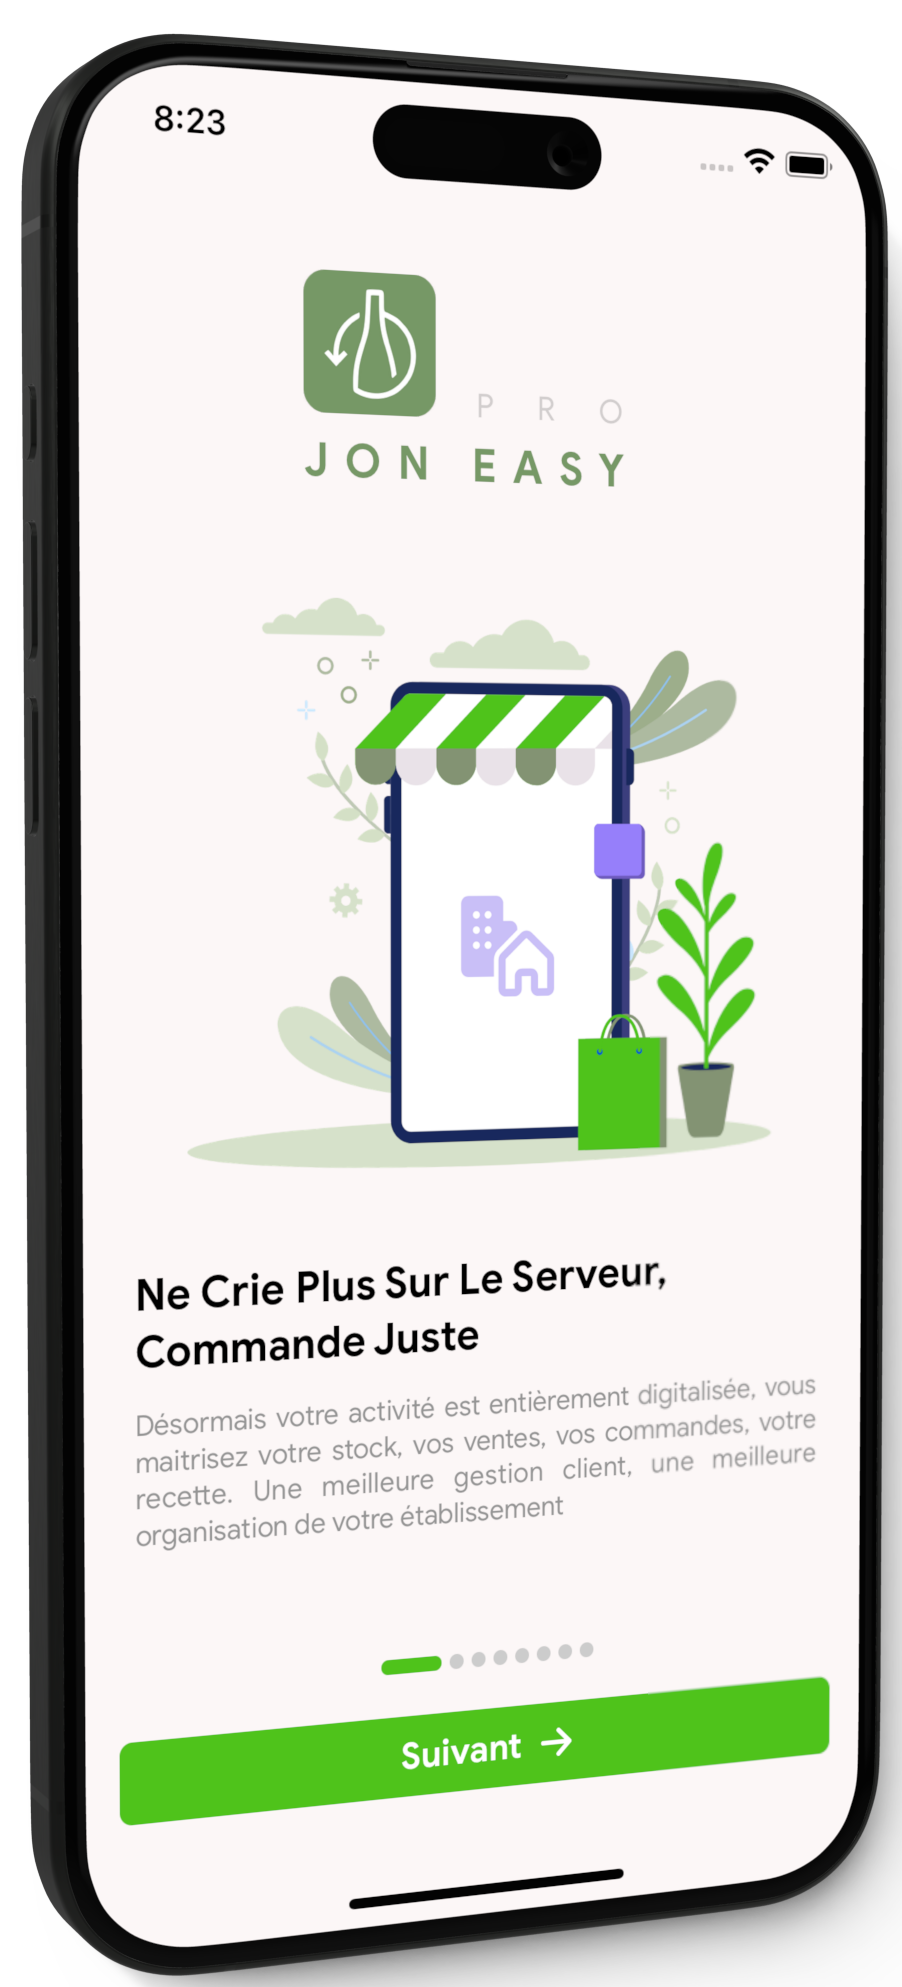 8:23
PRO
JON EASY
Ne Crie Plus Sur Le Serveur,
Commande Juste
Désormais votre activité est entièrement digitalisée, vous
maitrisez votre stock, vos ventes, vos commandes, votre
recette. Une meilleure gestion client, une meilleure
organisation de votre établissement
Suivant →